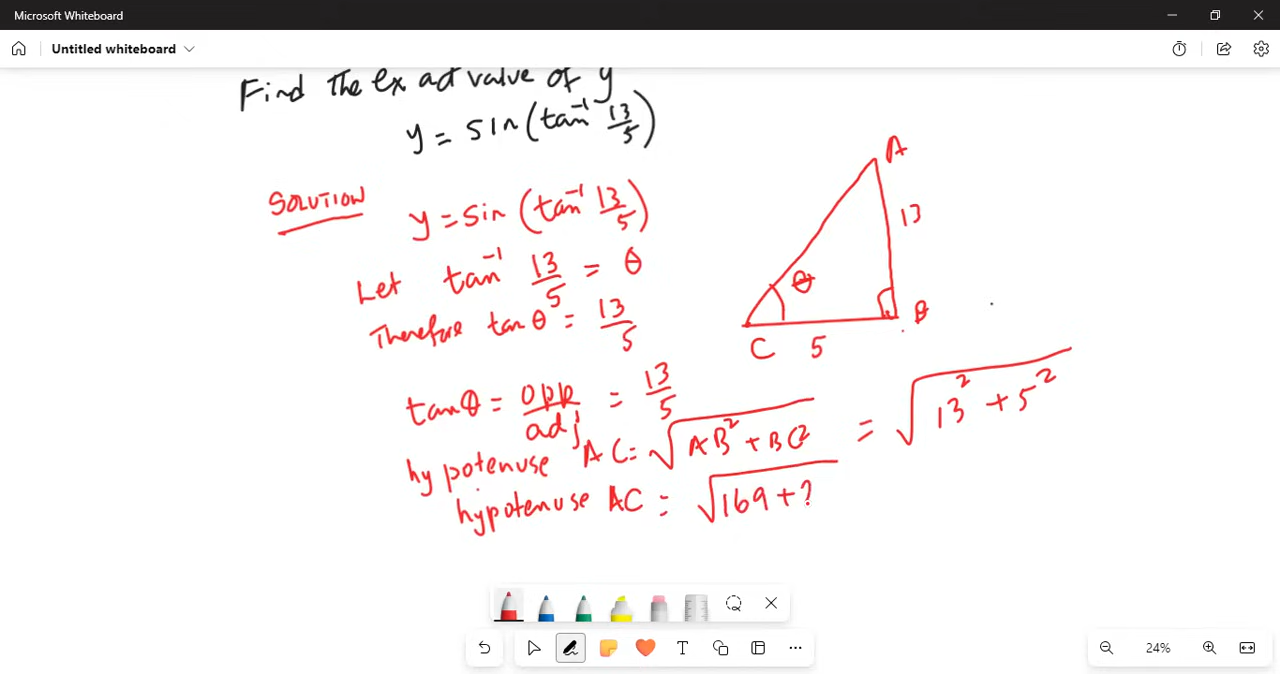 Microsoft Whiteboard
Untitled whiteboard
Find the exact value of y
y = sin(tan⁻¹ 13/5)
SOLUTION
y = sin (tan⁻¹ 13/5)
Let tan⁻¹ 13/5 = θ
Therefore tan θ = 13/5
tanθ = opp/adj = 13/5
hypotenuse AC = √(AB² + BC²) = √(13² + 5²)
hypotenuse AC = √(169 + ?
A
13
θ
B
C
5
24%